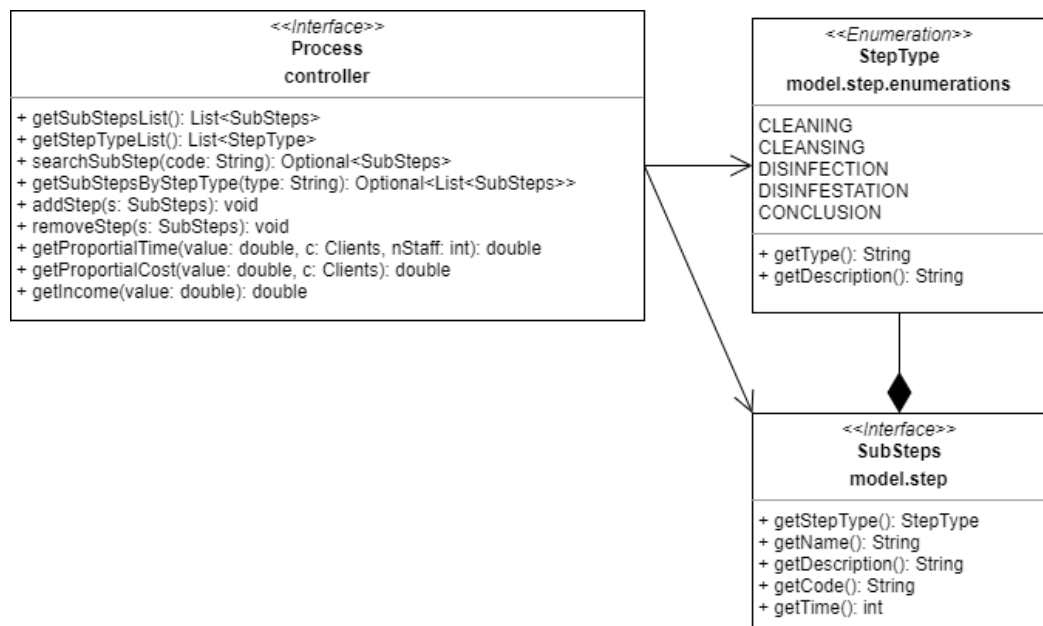 <<Interface>>
Process
controller
+ getSubStepsList(): List<SubSteps>
+ getStepTypeList(): List<StepType>
+ searchSubStep(code: String): Optional<SubSteps>
+ getSubStepsByStepType(type: String): Optional<List<SubSteps>>
+ addStep(s: SubSteps): void
+ removeStep(s: SubSteps): void
+ getProportialTime(value: double, c: Clients, nStaff: int): double
+ getProportialCost(value: double, c: Clients): double
+ getIncome(value: double): double
<<Enumeration>>
StepType
model.step.enumerations
CLEANING
CLEANSING
DISINFECTION
DISINFESTATION
CONCLUSION
+ getType(): String
+ getDescription(): String
<<Interface>>
SubSteps
model.step
+ getStepType(): StepType
+ getName(): String
+ getDescription(): String
+ getCode(): String
+ getTime(): int